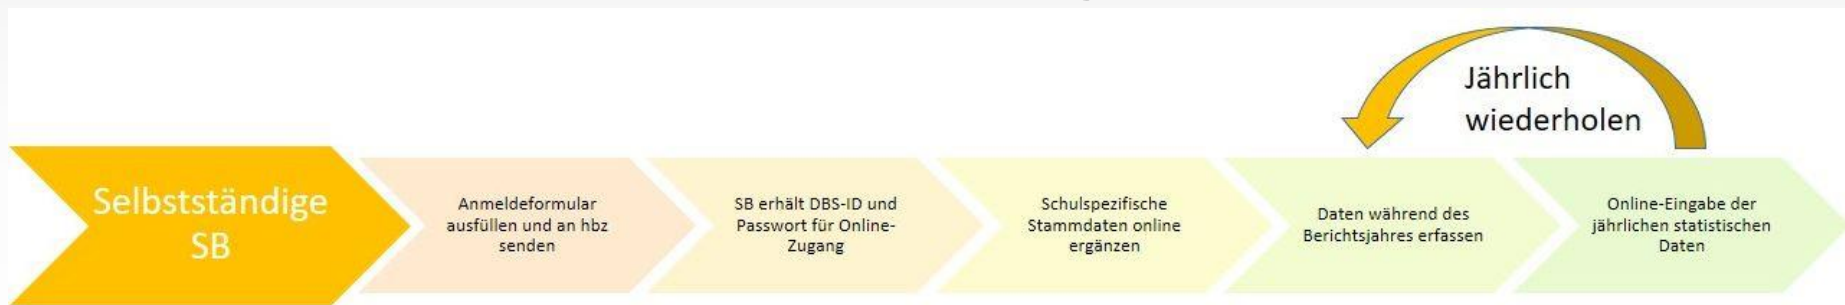 Jährlich
wiederholen
Selbstständige
SB
Anmeldeformular
ausfüllen und an hbz
senden
SB erhält DBS-ID und
Passwort für Online-
Zugang
Schulspezifische
Stammdaten online
ergänzen
Daten während des
Berichtsjahres erfassen
Online-Eingabe der
jährlichen statistischen
Daten